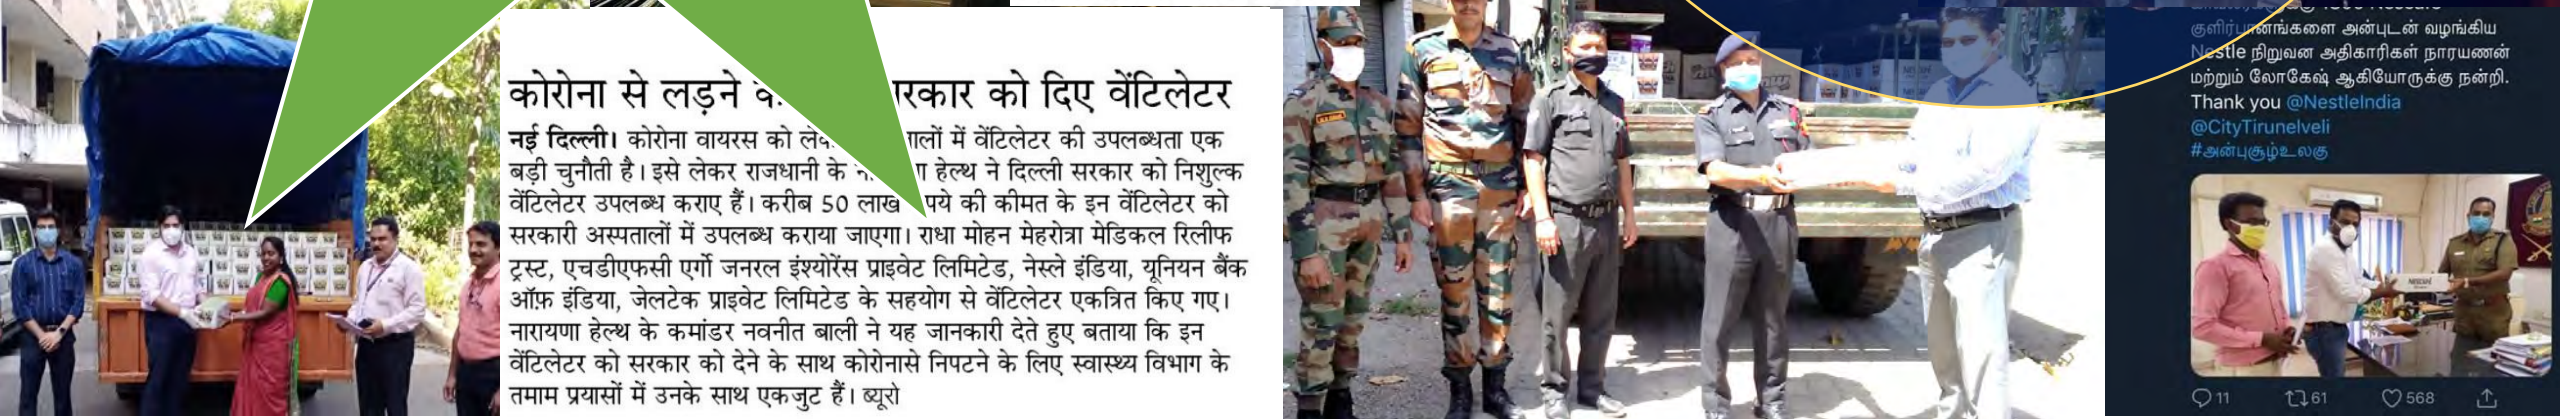 कोरोना से लड़ने रकार को दिए वेंटिलेटर
नई दिल्ली। कोरोना वायरस को लेक तालों में वेंटिलेटर की उपलब्धता एक
बड़ी चुनौती है। इसे लेकर राजधानी के हेल्थ ने दिल्ली सरकार को निशुल्क
वेंटिलेटर उपलब्ध कराए हैं। करीब 50 लाख पये की कीमत के इन वेंटिलेटर को
सरकारी अस्पतालों में उपलब्ध कराया जाएगा। राधा मोहन मेहरोत्रा मेडिकल रिलीफ
ट्रस्ट, एचडीएफसी एर्गो जनरल इंश्योरेंस प्राइवेट लिमिटेड, नेस्ले इंडिया, यूनियन बैंक
ऑफ़ इंडिया, जेलटेक प्राइवेट लिमिटेड के सहयोग से वेंटिलेटर एकत्रित किए गए।
नारायणा हेल्थ के कमांडर नवनीत बाली ने यह जानकारी देते हुए बताया कि इन
वेंटिलेटर को सरकार को देने के साथ कोरोनासे निपटने के लिए स्वास्थ्य विभाग के
तमाम प्रयासों में उनके साथ एकजुट हैं। ब्यूरो
குளிர்பானங்களை அன்புடன் வழங்கிய
Nestle நிறுவன அதிகாரிகள் நாரயணன்
மற்றும் லோகேஷ் ஆகியோருக்கு நன்றி.
Thank you @NestleIndia
@CityTirunelveli
#அன்புசூழ்உலகு
NESCAFÉ
11 61 568